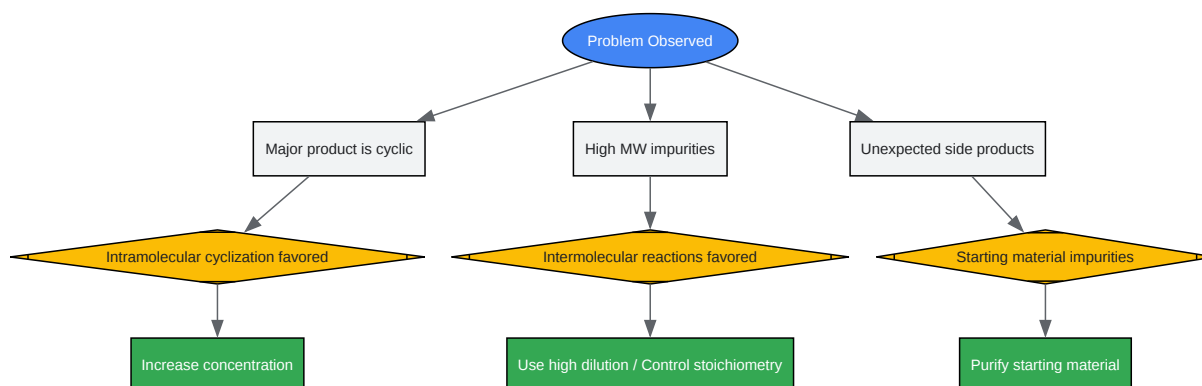 Problem Observed
Major product is cyclic
High MW impurities
Unexpected side products
Intramolecular cyclization favored
Intermolecular reactions favored
Starting material impurities
Increase concentration
Use high dilution / Control stoichiometry
Purify starting material